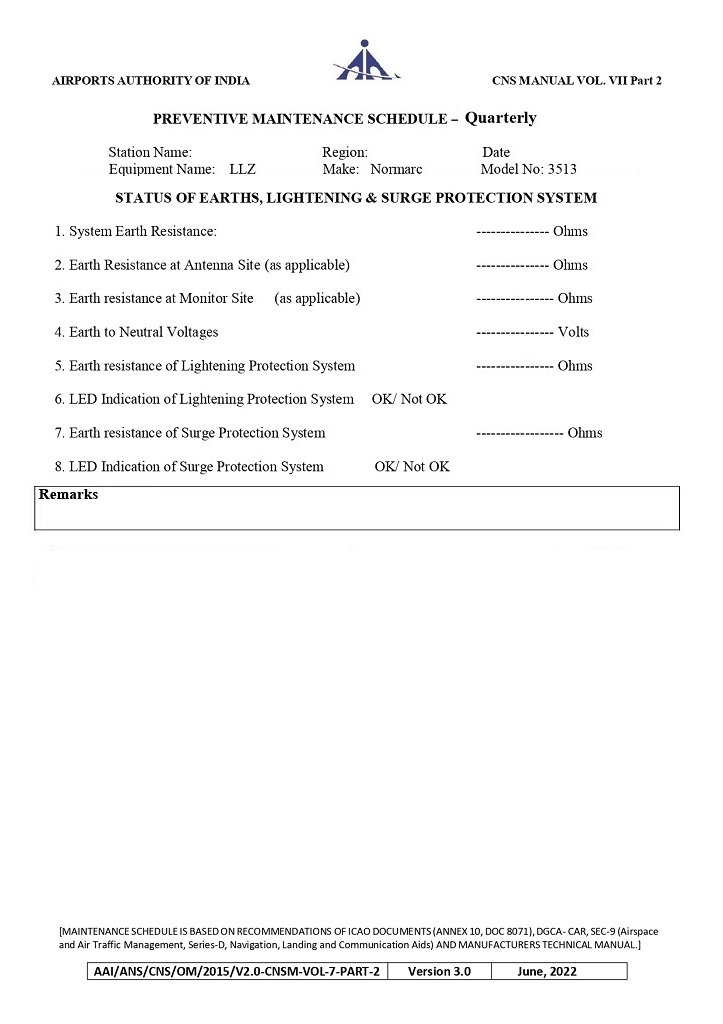 AIRPORTS AUTHORITY OF INDIA CNS MANUAL VOL. VII Part 2
PREVENTIVE MAINTENANCE SCHEDULE – Quarterly
Station Name: Region: Date
Equipment Name: LLZ Make: Normarc Model No: 3513
STATUS OF EARTHS, LIGHTENING & SURGE PROTECTION SYSTEM
1. System Earth Resistance: --------------- Ohms
2. Earth Resistance at Antenna Site (as applicable) --------------- Ohms
3. Earth resistance at Monitor Site (as applicable) ---------------- Ohms
4. Earth to Neutral Voltages ---------------- Volts
5. Earth resistance of Lightening Protection System ---------------- Ohms
6. LED Indication of Lightening Protection System OK/ Not OK
7. Earth resistance of Surge Protection System ------------------ Ohms
8. LED Indication of Surge Protection System OK/ Not OK
Remarks
[MAINTENANCE SCHEDULE IS BASED ON RECOMMENDATIONS OF ICAO DOCUMENTS (ANNEX 10, DOC 8071), DGCA- CAR, SEC-9 (Airspace
and Air Traffic Management, Series-D, Navigation, Landing and Communication Aids) AND MANUFACTURERS TECHNICAL MANUAL.]
AAI/ANS/CNS/OM/2015/V2.0-CNSM-VOL-7-PART-2 Version 3.0 June, 2022